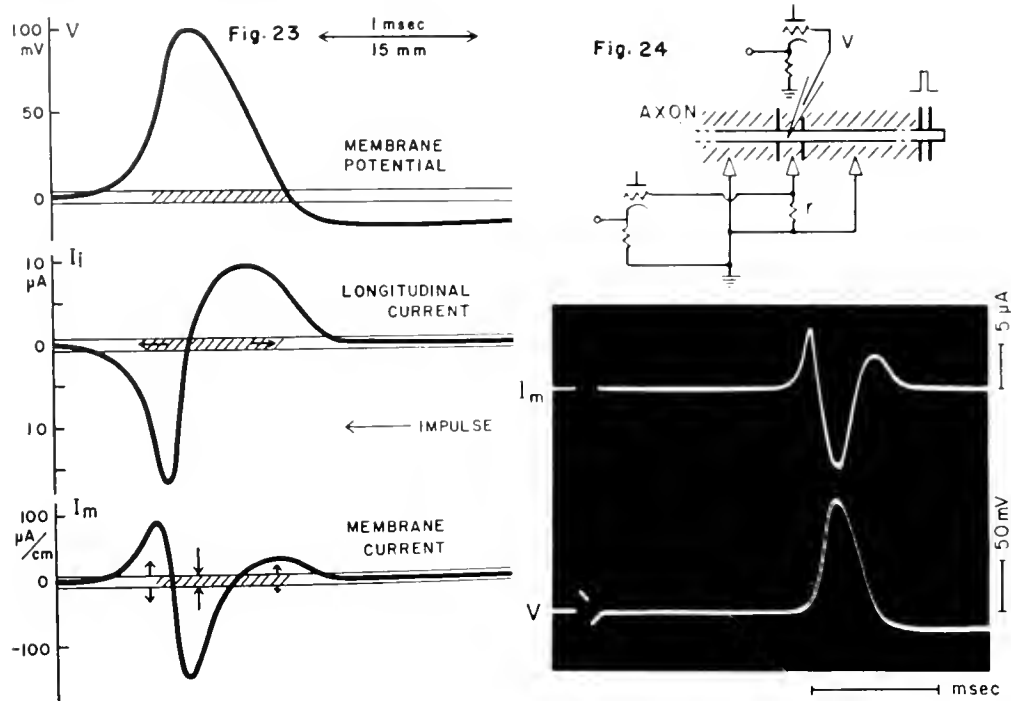 Fig. 23
1 msec
15 mm
100
V
mV
50
0
MEMBRANE
POTENTIAL
10
Ii
μA
0
10
LONGITUDINAL
CURRENT
IMPULSE
100
Im
μA/cm
0
-100
MEMBRANE
CURRENT
Fig. 24
V
AXON
r
Im
5 μA
V
50 mV
msec